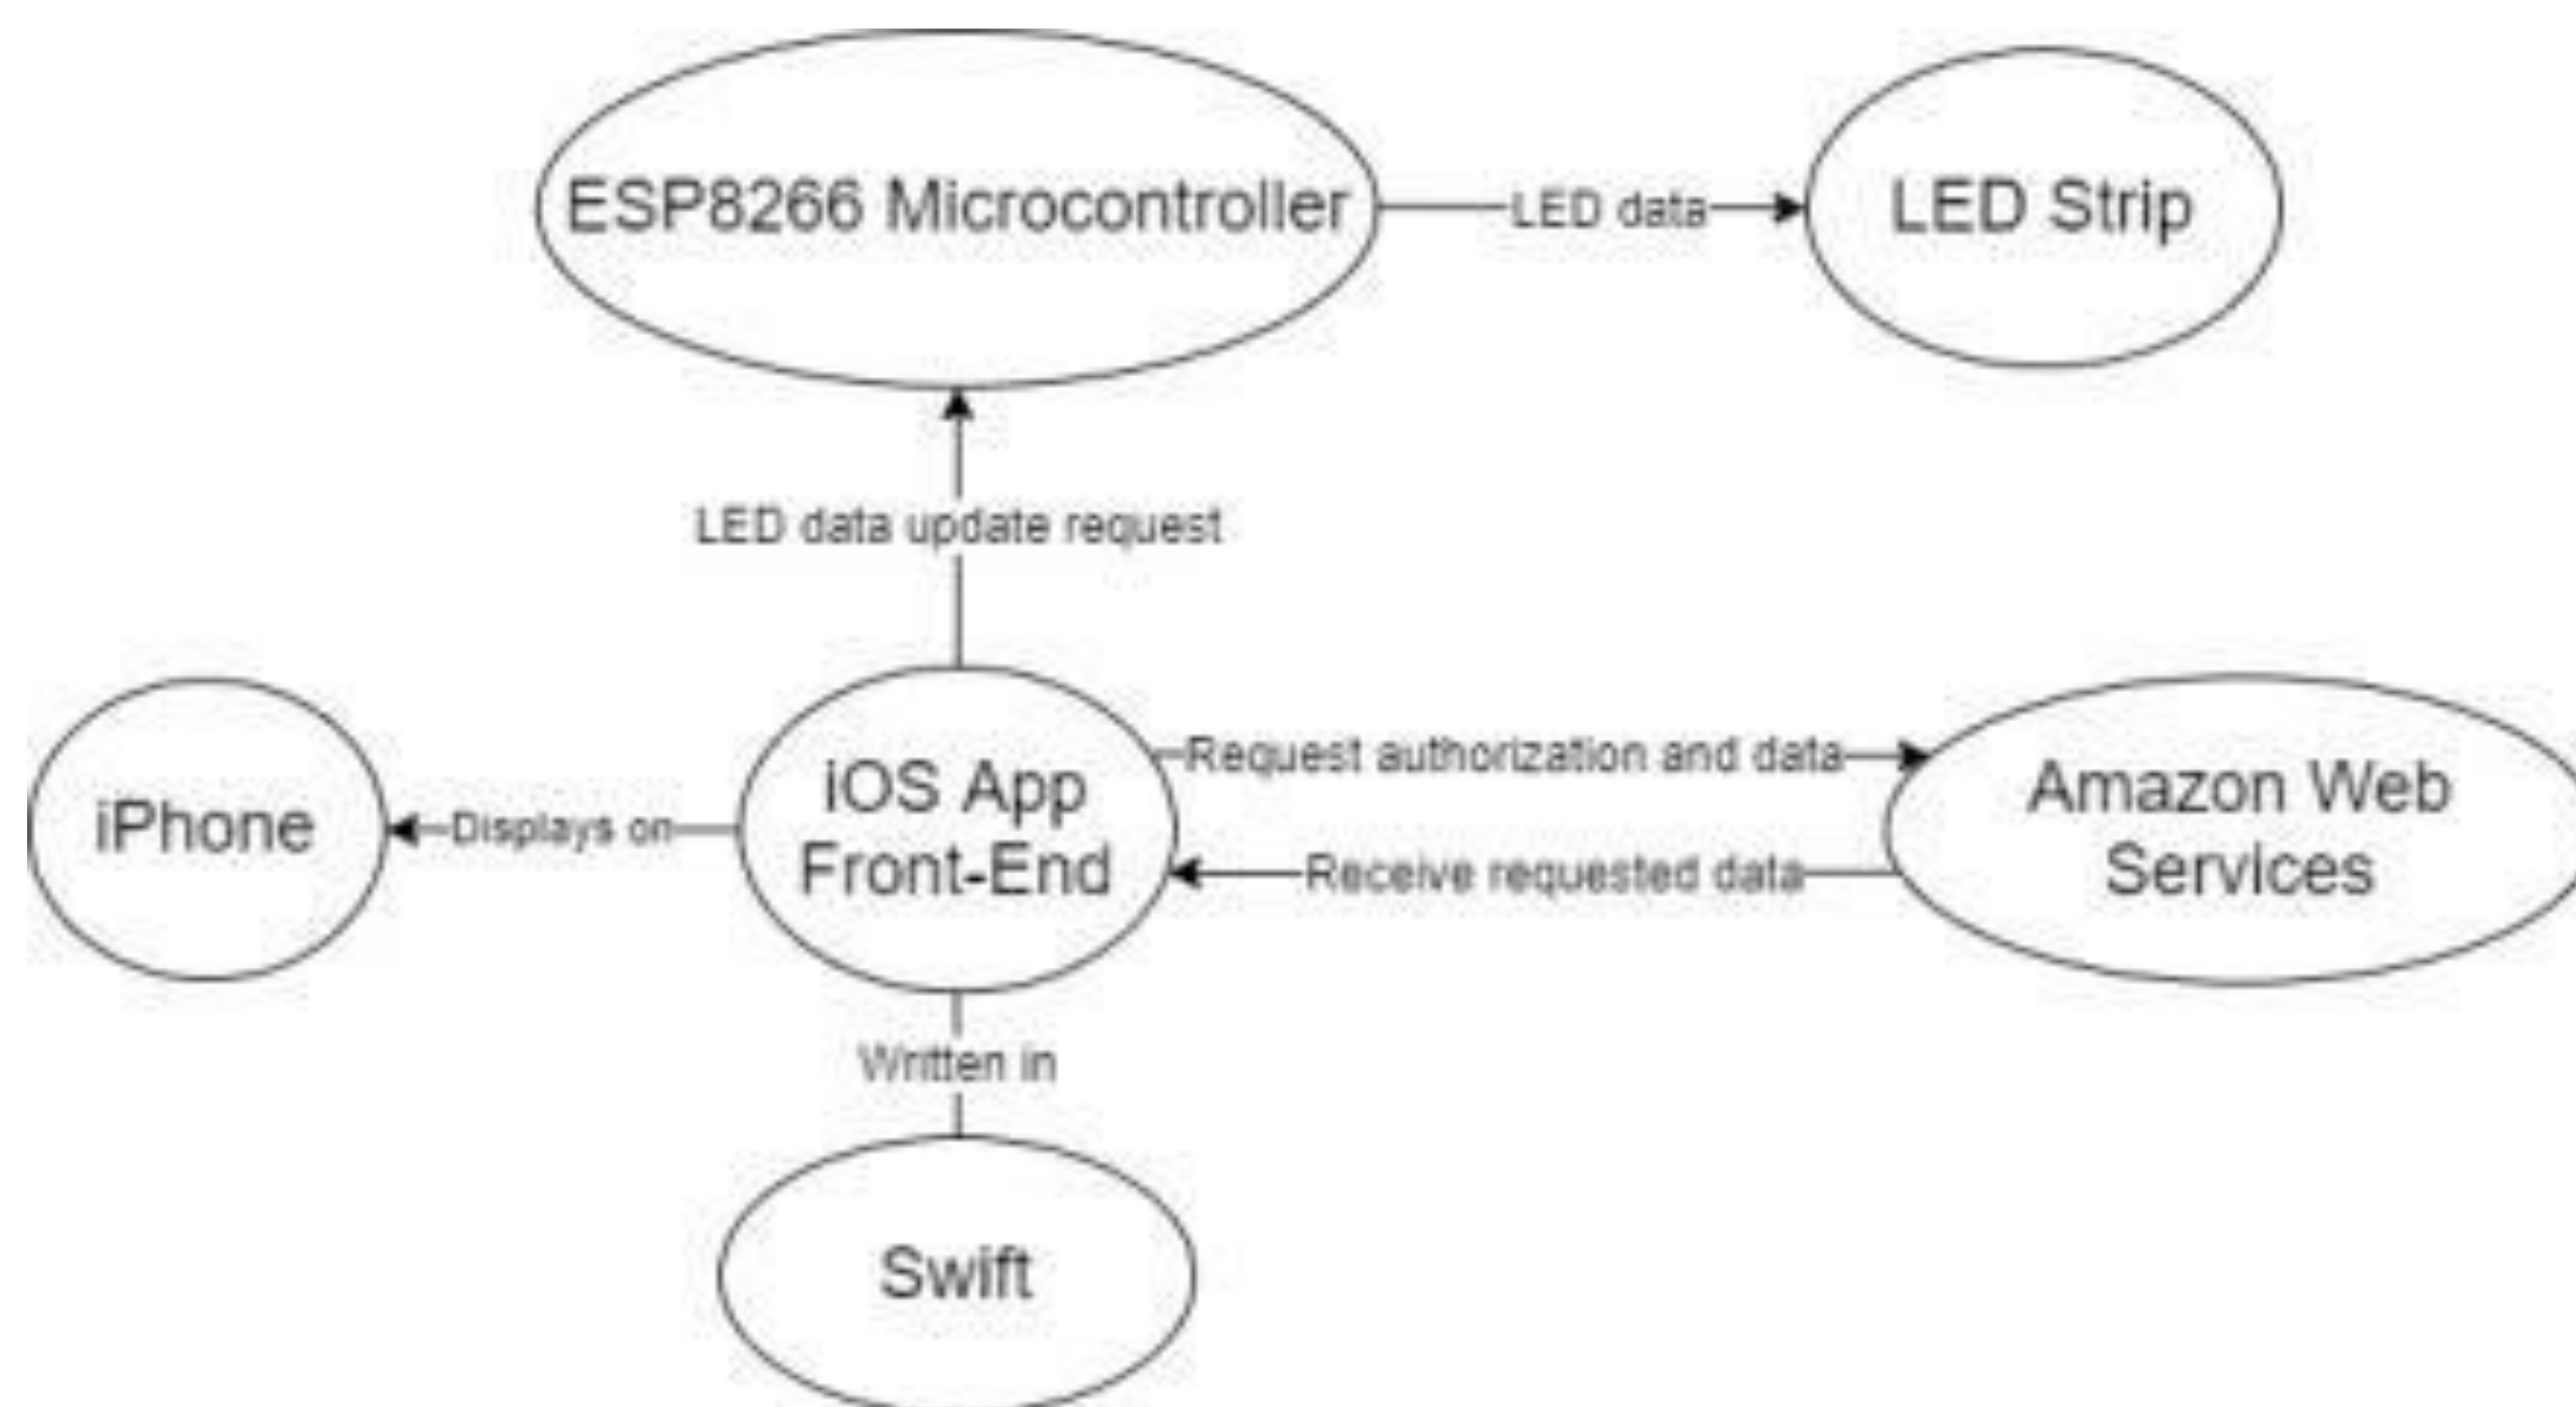 ESP8266 Microcontroller
LED data
LED Strip
LED data update request
iPhone
Displays on
iOS App
Front-End
Request authorization and data
Receive requested data
Amazon Web
Services
Written in
Swift